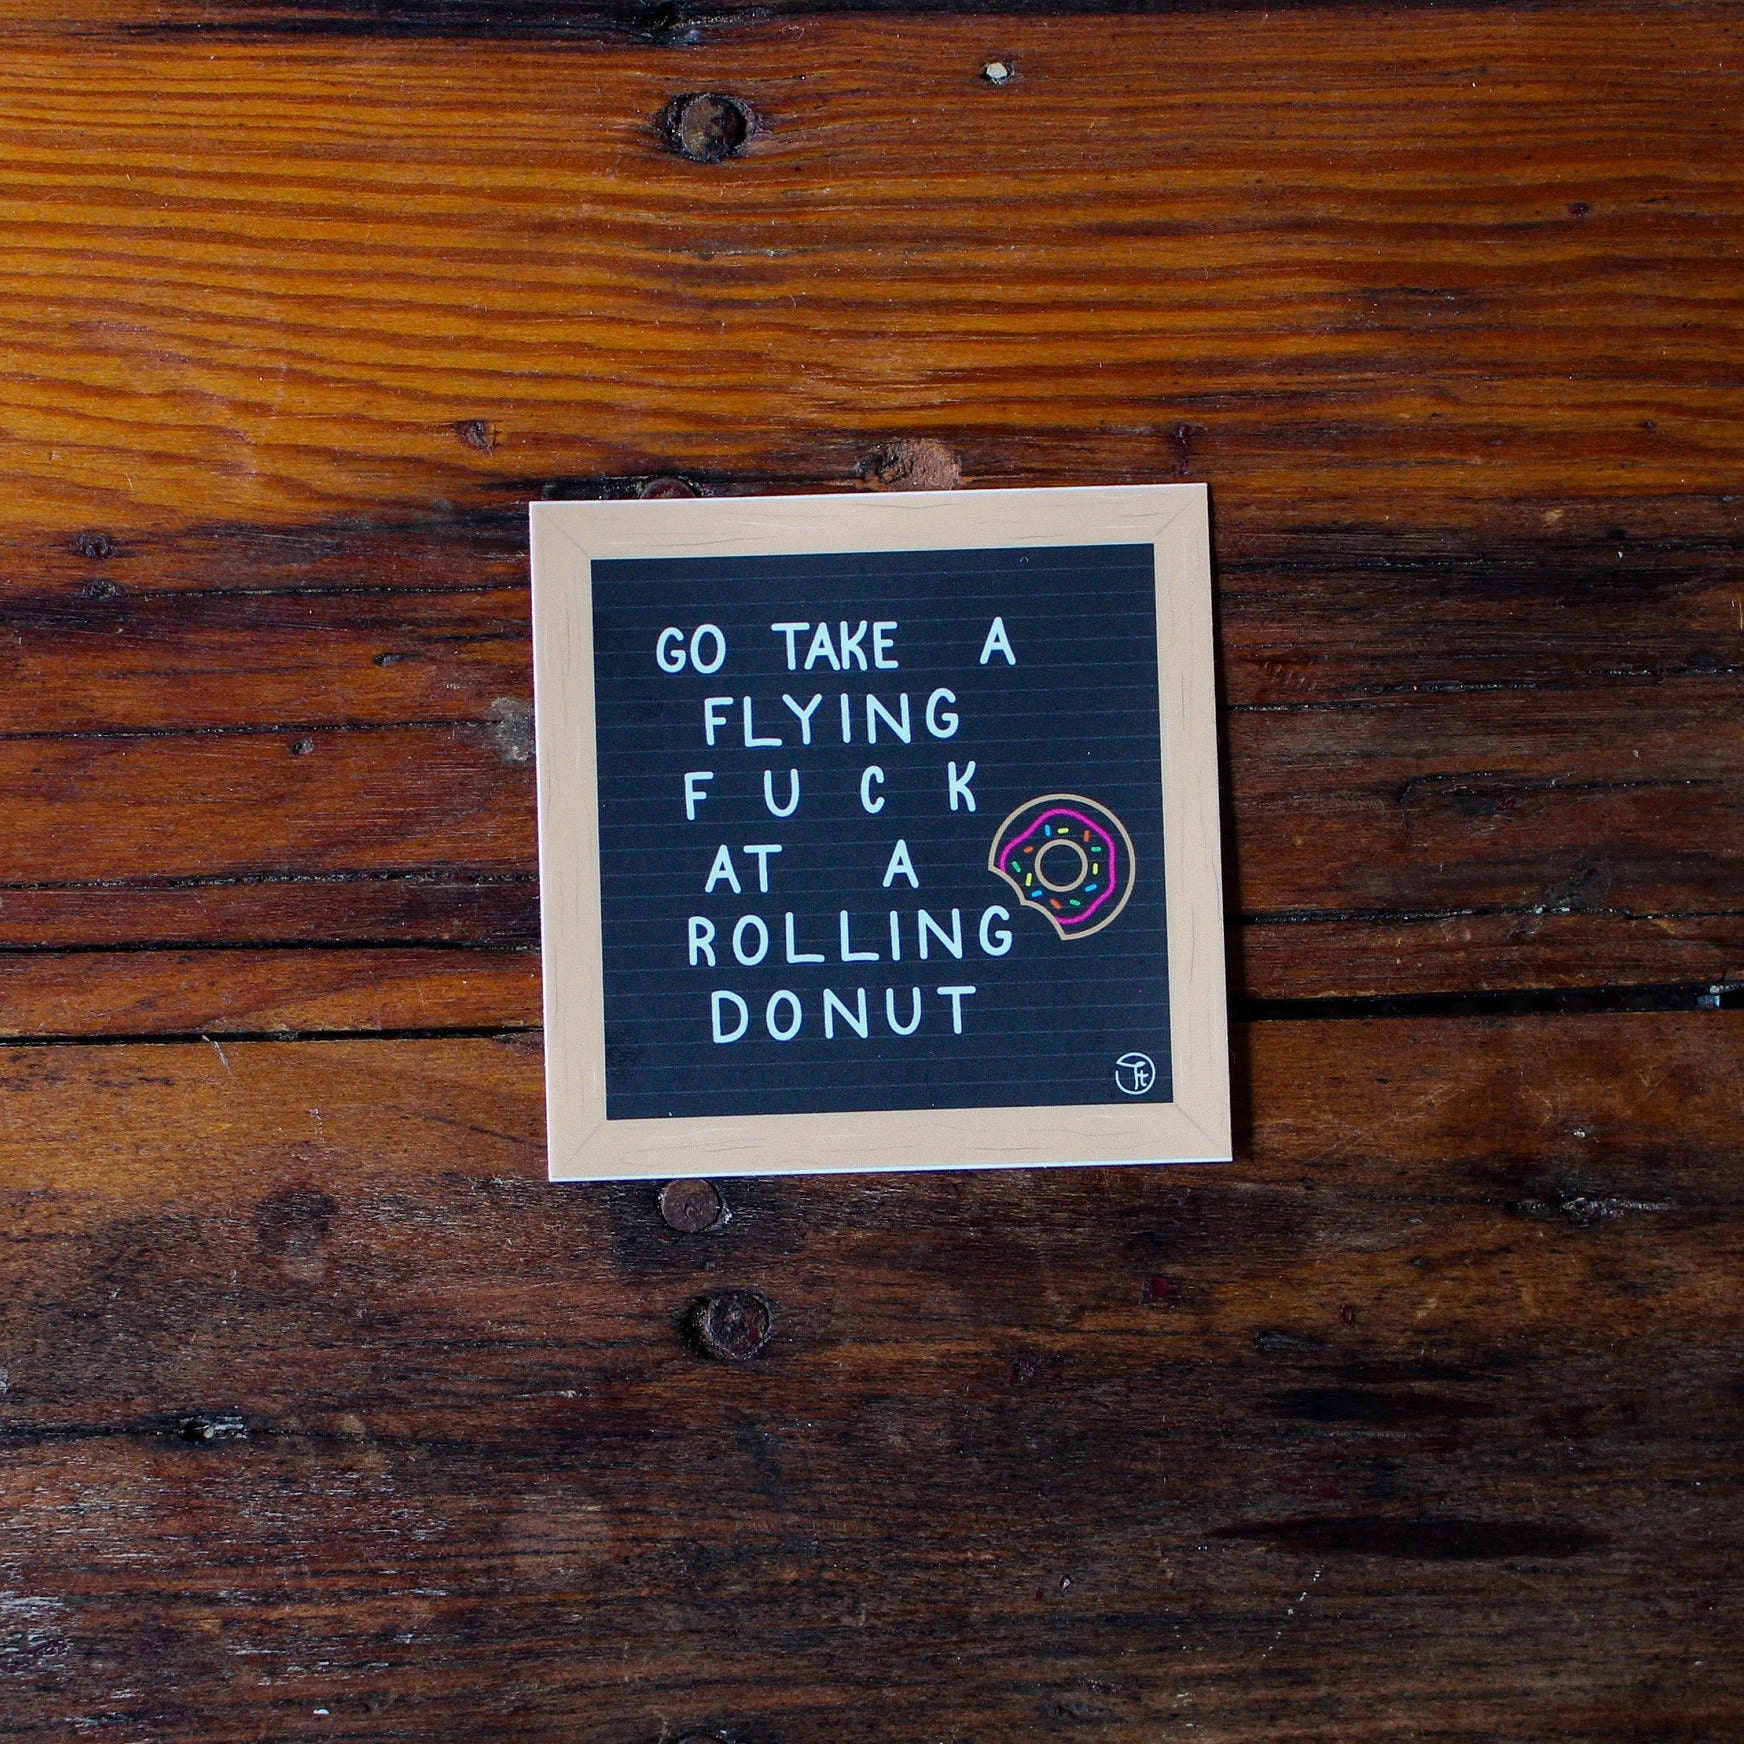 GO TAKE A
FLYING
FUCK
AT A
ROLLING
DONUT